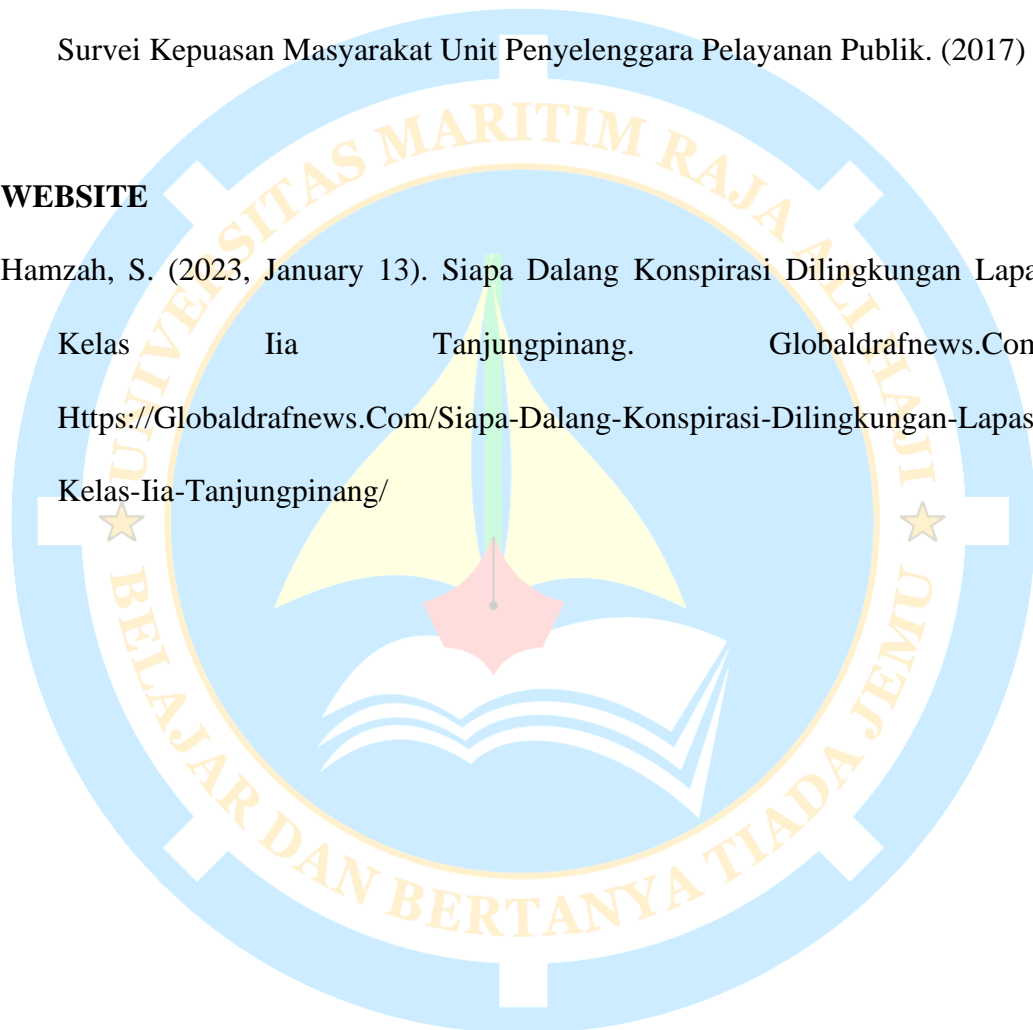 Survei Kepuasan Masyarakat Unit Penyelenggara Pelayanan Publik. (2017)
UNIVERSITAS MARITIM RAJA ALI HAJI
WEBSITE
Hamzah, S. (2023, January 13). Siapa Dalang Konspirasi Dilingkungan Lapa
Kelas Iia Tanjungpinang. Globaldrafnews.Com
Https://Globaldrafnews.Com/Siapa-Dalang-Konspirasi-Dilingkungan-Lapas
Kelas-Iia-Tanjungpinang/
BELAJAR DAN BERTANYA TIADA JEMU